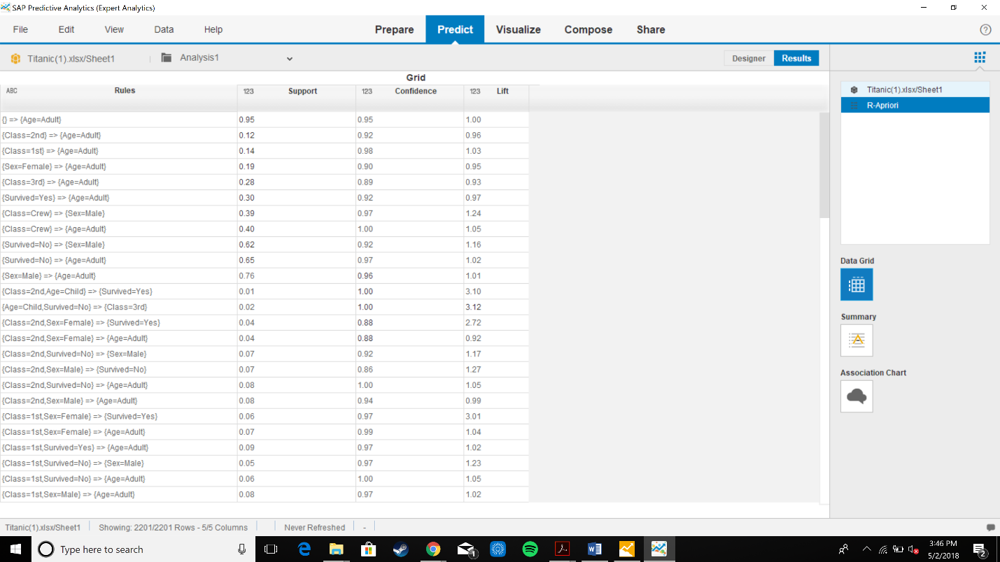 SAP Predictive Analytics (Expert Analytics)
File Edit View Data Help Prepare Predict Visualize Compose Share ?
Titanic(1).xlsx/Sheet1 Analysis1 Designer Results
Grid
ABC Rules 123 Support 123 Confidence 123 Lift
{} => {Age=Adult} 0.95 0.95 1.00
{Class=2nd} => {Age=Adult} 0.12 0.92 0.96
{Class=1st} => {Age=Adult} 0.14 0.98 1.03
{Sex=Female} => {Age=Adult} 0.19 0.90 0.95
{Class=3rd} => {Age=Adult} 0.28 0.89 0.93
{Survived=Yes} => {Age=Adult} 0.30 0.92 0.97
{Class=Crew} => {Sex=Male} 0.39 0.97 1.24
{Class=Crew} => {Age=Adult} 0.40 1.00 1.05
{Survived=No} => {Sex=Male} 0.62 0.92 1.16
{Survived=No} => {Age=Adult} 0.65 0.97 1.02
{Sex=Male} => {Age=Adult} 0.76 0.96 1.01
{Class=2nd,Age=Child} => {Survived=Yes} 0.01 1.00 3.10
{Age=Child,Survived=No} => {Class=3rd} 0.02 1.00 3.12
{Class=2nd,Sex=Female} => {Survived=Yes} 0.04 0.88 2.72
{Class=2nd,Sex=Female} => {Age=Adult} 0.04 0.88 0.92
{Class=2nd,Survived=No} => {Sex=Male} 0.07 0.92 1.17
{Class=2nd,Sex=Male} => {Survived=No} 0.07 0.86 1.27
{Class=2nd,Survived=No} => {Age=Adult} 0.08 1.00 1.05
{Class=2nd,Sex=Male} => {Age=Adult} 0.08 0.94 0.99
{Class=1st,Sex=Female} => {Survived=Yes} 0.06 0.97 3.01
{Class=1st,Sex=Female} => {Age=Adult} 0.07 0.99 1.04
{Class=1st,Survived=Yes} => {Age=Adult} 0.09 0.97 1.02
{Class=1st,Survived=No} => {Sex=Male} 0.05 0.97 1.23
{Class=1st,Survived=No} => {Age=Adult} 0.06 1.00 1.05
{Class=1st,Sex=Male} => {Age=Adult} 0.08 0.97 1.02
Titanic(1).xlsx/Sheet1
R-Apriori
Data Grid
Summary
Association Chart
Titanic(1).xlsx/Sheet1 Showing: 2201/2201 Rows - 5/5 Columns Never Refreshed -
Type here to search 1 3:46 PM
5/2/2018 2